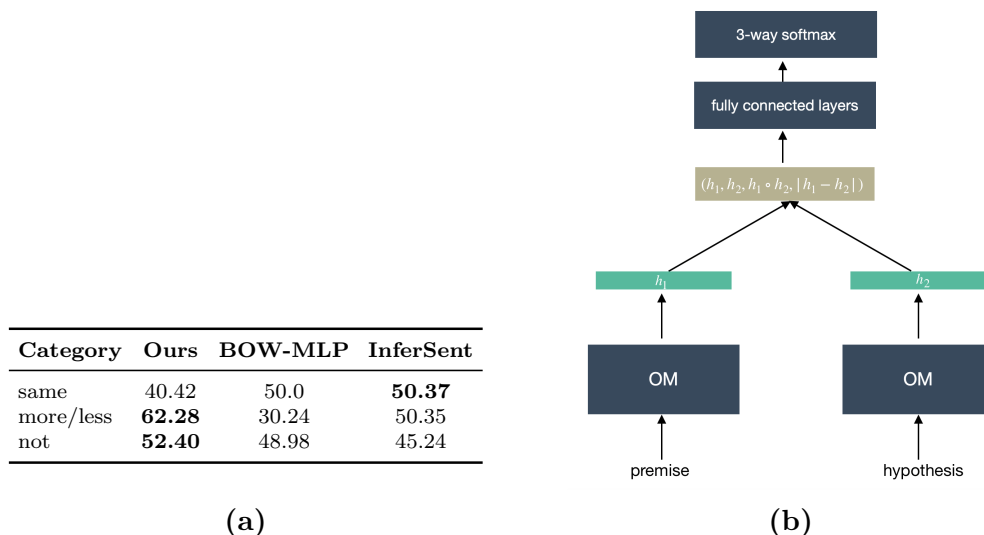 Category Ours BOW-MLP InferSent
same 40.42 50.0 50.37
more/less 62.28 30.24 50.35
not 52.40 48.98 45.24
(a)
3-way softmax
fully connected layers
(h₁, h₂, h₁ ∘ h₂, |h₁ − h₂|)
h₁ h₂
OM OM
premise hypothesis
(b)